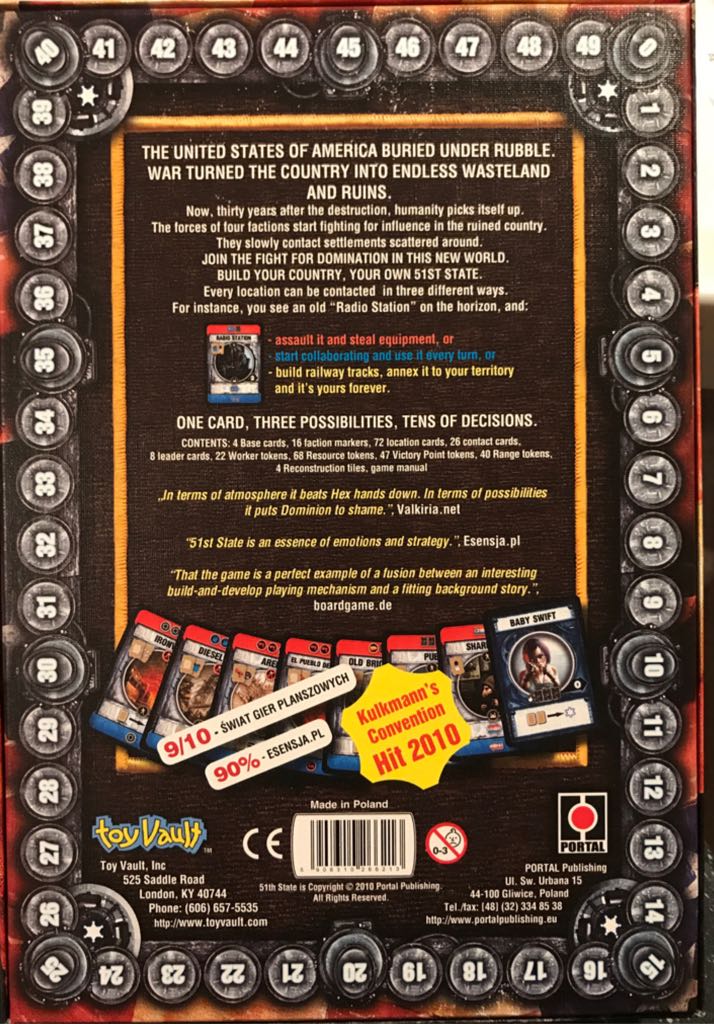 40 41 42 43 44 45 46 47 48 49 0
39 1
38 2
37 3
36 4
35 5
34 6
33 7
32 8
31 9
30 10
29 11
28 12
27 13
26 14
25 24 23 22 21 20 19 18 17 16 15
THE UNITED STATES OF AMERICA BURIED UNDER RUBBLE.
WAR TURNED THE COUNTRY INTO ENDLESS WASTELAND
AND RUINS.
Now, thirty years after the destruction, humanity picks itself up.
The forces of four factions start fighting for influence in the ruined country.
They slowly contact settlements scattered around.
JOIN THE FIGHT FOR DOMINATION IN THIS NEW WORLD.
BUILD YOUR COUNTRY, YOUR OWN 51ST STATE.
Every location can be contacted in three different ways.
For instance, you see an old "Radio Station" on the horizon, and:
RADIO STATION
- assault it and steal equipment, or
- start collaborating and use it every turn, or
- build railway tracks, annex it to your territory
and it's yours forever.
ONE CARD, THREE POSSIBILITIES, TENS OF DECISIONS.
CONTENTS: 4 Base cards, 16 faction markers, 72 location cards, 26 contact cards,
8 leader cards, 22 Worker tokens, 68 Resource tokens, 47 Victory Point tokens, 40 Range tokens,
4 Reconstruction tiles, game manual
„In terms of atmosphere it beats Hex hands down. In terms of possibilities
it puts Dominion to shame.", Valkiria.net
"51st State is an essence of emotions and strategy.", Esensja.pl
"That the game is a perfect example of a fusion between an interesting
build-and-develop playing mechanism and a fitting background story.",
boardgame.de
IRON
DIESEL
ARE
EL PUEBLO DE
OLD BRI
PU
SHAR
BABY SWIFT
9/10 - ŚWIAT GIER PLANSZOWYCH
90% - ESENSJA.PL
Kulkmann's
Convention
Hit 2010
toy Vault™
Toy Vault, Inc
525 Saddle Road
London, KY 40744
Phone: (606) 657-5535
http://www.toyvault.com
Made in Poland
CE
0-3
51th State is Copyright © 2010 Portal Publishing.
All Rights Reserved.
PORTAL
PORTAL Publishing
Ul. Sw. Urbana 15
44-100 Gliwice, Poland
Tel./fax: (48) (32) 334 85 38
http://www.portalpublishing.eu